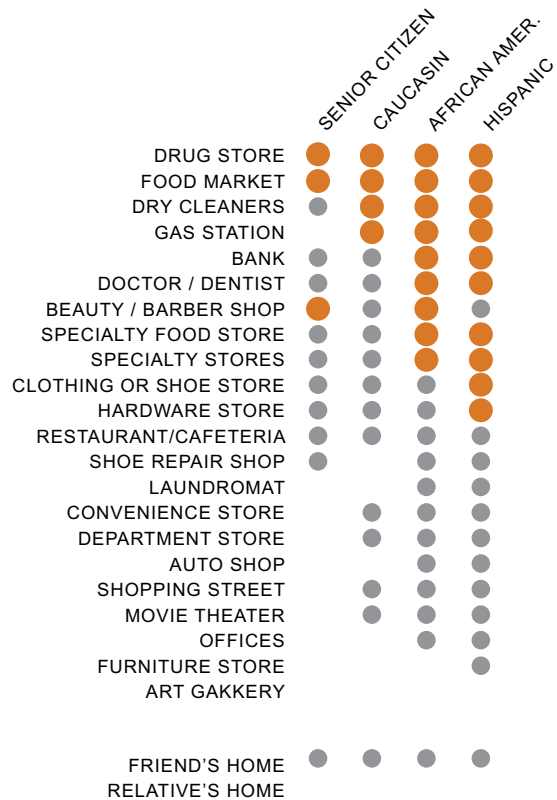 SENIOR CITIZEN
CAUCASIN
AFRICAN AMER.
HISPANIC
DRUG STORE
FOOD MARKET
DRY CLEANERS
GAS STATION
BANK
DOCTOR / DENTIST
BEAUTY / BARBER SHOP
SPECIALTY FOOD STORE
SPECIALTY STORES
CLOTHING OR SHOE STORE
HARDWARE STORE
RESTAURANT/CAFETERIA
SHOE REPAIR SHOP
LAUNDROMAT
CONVENIENCE STORE
DEPARTMENT STORE
AUTO SHOP
SHOPPING STREET
MOVIE THEATER
OFFICES
FURNITURE STORE
ART GAKKERY
FRIEND’S HOME
RELATIVE’S HOME